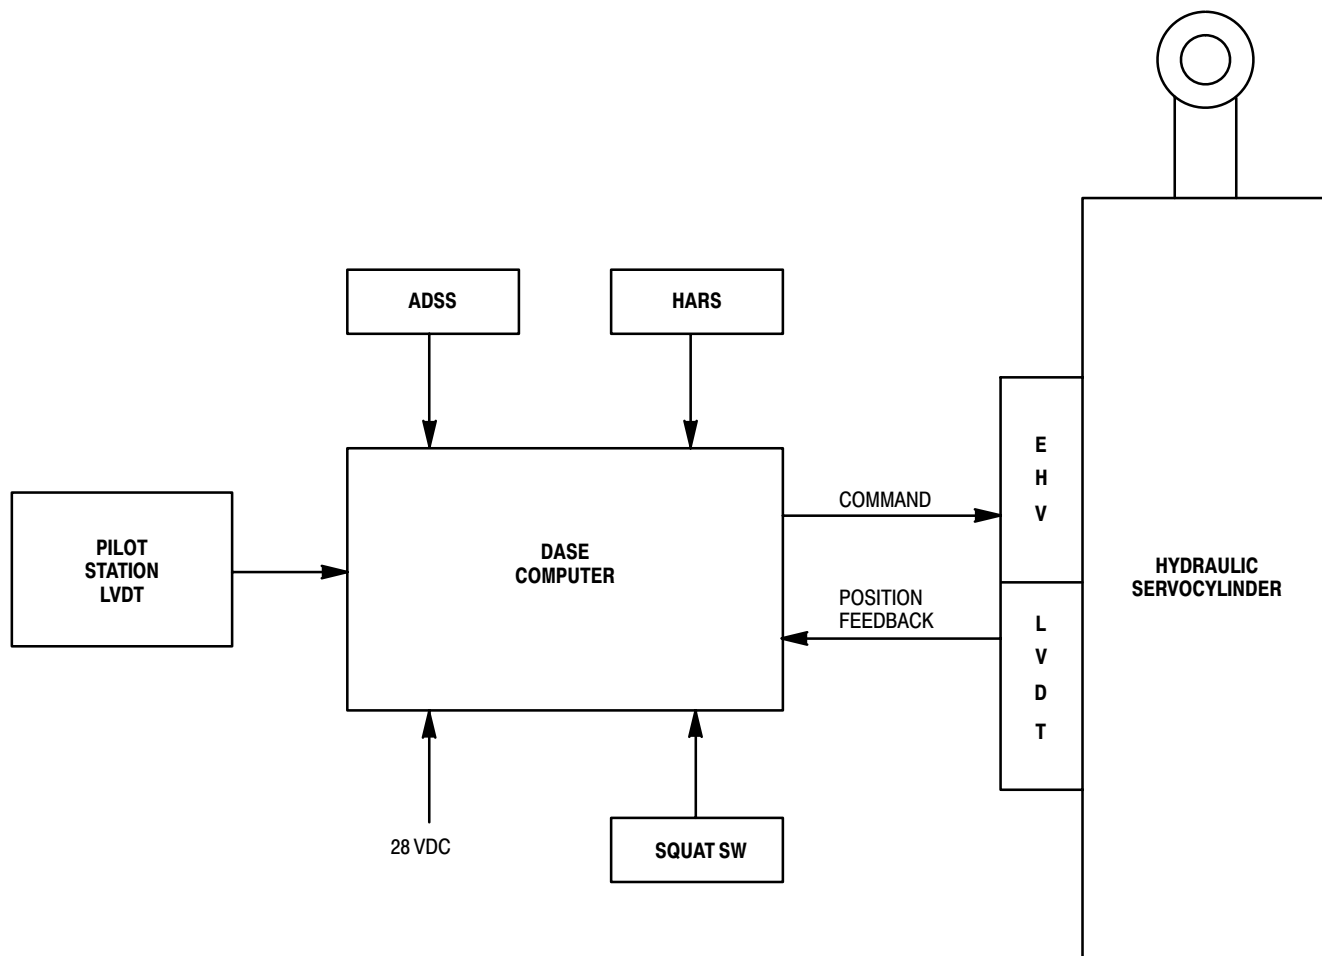 ADSS
HARS
PILOT
STATION
LVDT
DASE
COMPUTER
COMMAND
POSITION
FEEDBACK
E
H
V
L
V
D
T
HYDRAULIC
SERVOCYLINDER
28 VDC
SQUAT SW